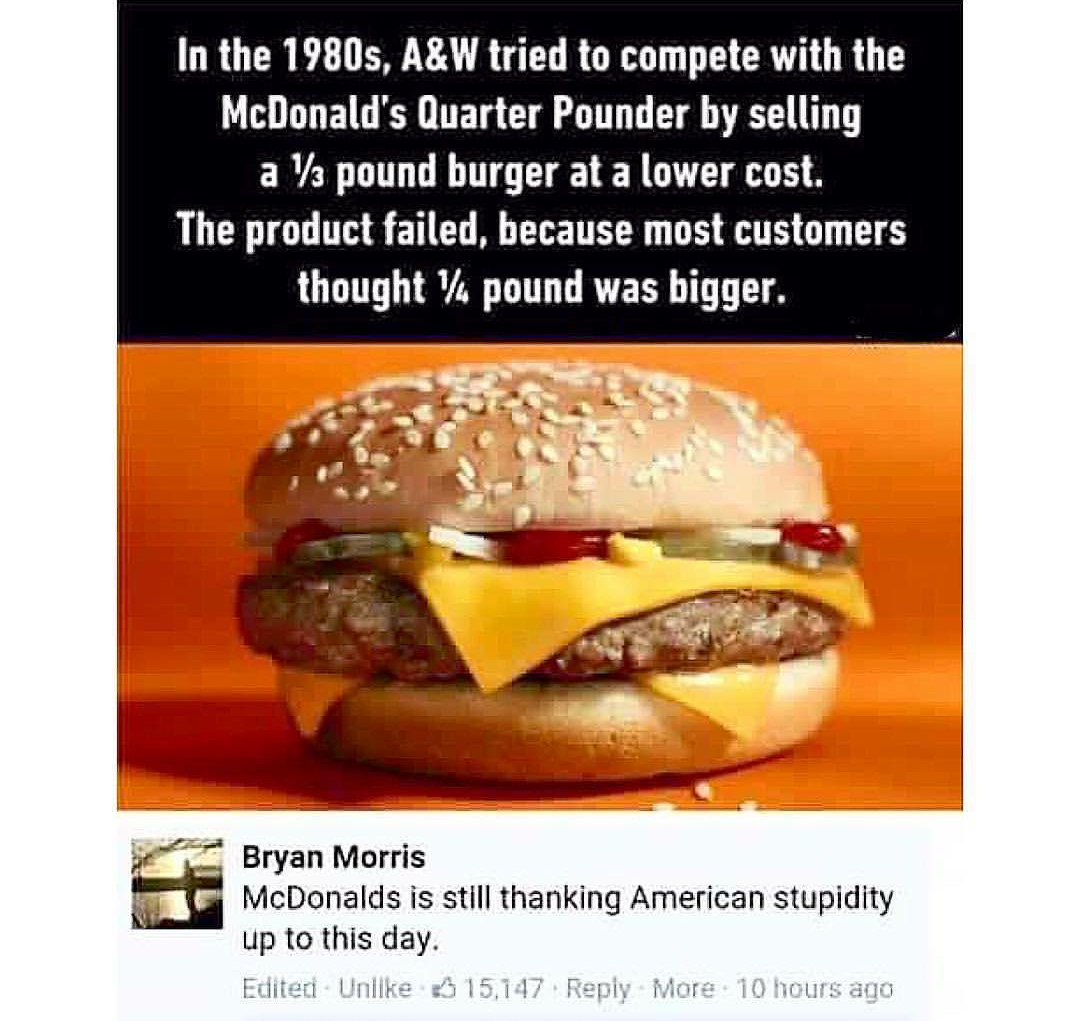 In the 1980s, A&W tried to compete with the
McDonald's Quarter Pounder by selling
a ⅓ pound burger at a lower cost.
The product failed, because most customers
thought ¼ pound was bigger.
Bryan Morris
McDonalds is still thanking American stupidity
up to this day.
Edited · Unlike · 15,147 · Reply · More · 10 hours ago